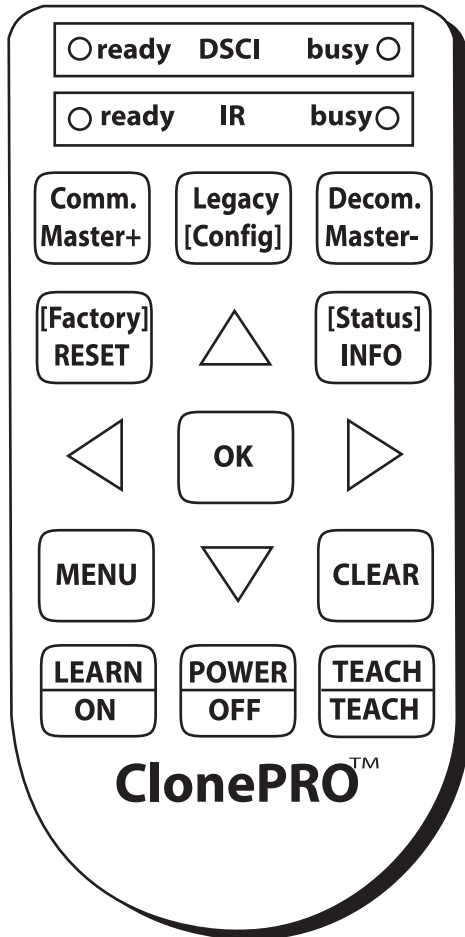 ready DSCI busy
ready IR busy
Comm. Master+
Legacy [Config]
Decom. Master-
[Factory] RESET
[Status] INFO
OK
MENU
CLEAR
LEARN ON
POWER OFF
TEACH TEACH
ClonePRO™